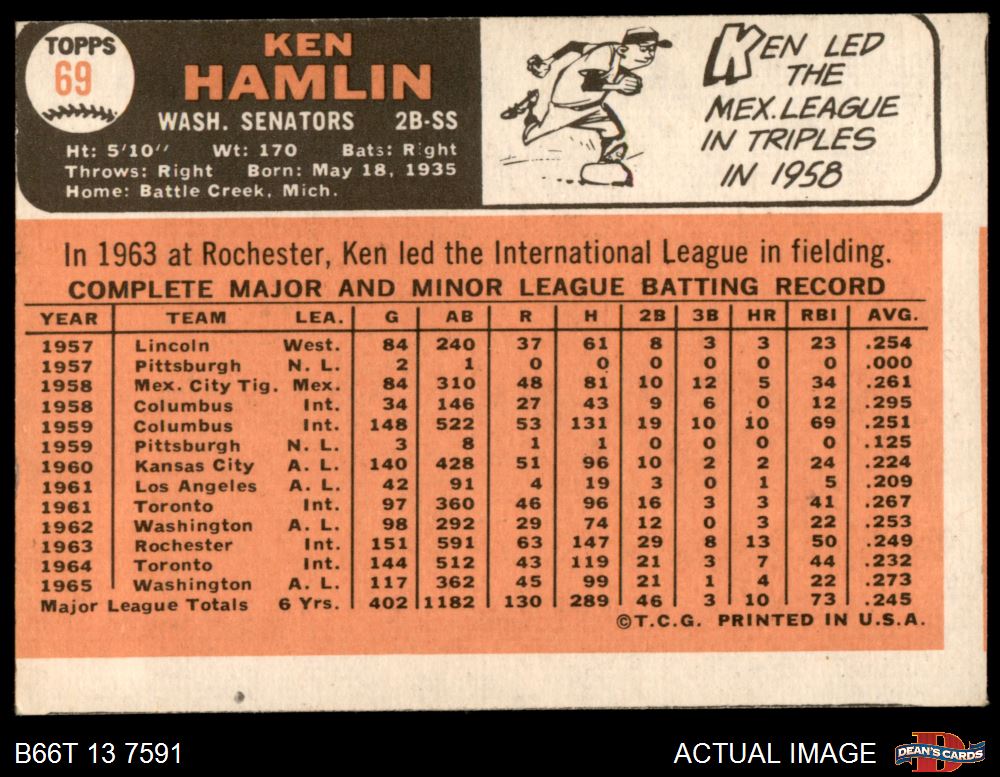 TOPPS
69
KEN
HAMLIN
WASH. SENATORS 2B-SS
Ht: 5'10" Wt: 170 Bats: Right
Throws: Right Born: May 18, 1935
Home: Battle Creek, Mich.
KEN LED
THE
MEX. LEAGUE
IN TRIPLES
IN 1958
In 1963 at Rochester, Ken led the International League in fielding.
COMPLETE MAJOR AND MINOR LEAGUE BATTING RECORD
YEAR TEAM LEA. G AB R H 2B 3B HR RBI AVG.
1957 Lincoln West. 84 240 37 61 8 3 3 23 .254
1957 Pittsburgh N. L. 2 1 0 0 0 0 0 0 .000
1958 Mex. City Tig. Mex. 84 310 48 81 10 12 5 34 .261
1958 Columbus Int. 34 146 27 43 9 6 0 12 .295
1959 Columbus Int. 148 522 53 131 19 10 10 69 .251
1959 Pittsburgh N. L. 3 8 1 1 0 0 0 0 .125
1960 Kansas City A. L. 140 428 51 96 10 2 2 24 .224
1961 Los Angeles A. L. 42 91 4 19 3 0 1 5 .209
1961 Toronto Int. 97 360 46 96 16 3 3 41 .267
1962 Washington A. L. 98 292 29 74 12 0 3 22 .253
1963 Rochester Int. 151 591 63 147 29 8 13 50 .249
1964 Toronto Int. 144 512 43 119 21 3 7 44 .232
1965 Washington A. L. 117 362 45 99 21 1 4 22 .273
Major League Totals 6 Yrs. 402 1182 130 289 46 3 10 73 .245
©T.C.G. PRINTED IN U.S.A.
B66T 13 7591
ACTUAL IMAGE
DEAN'S CARDS